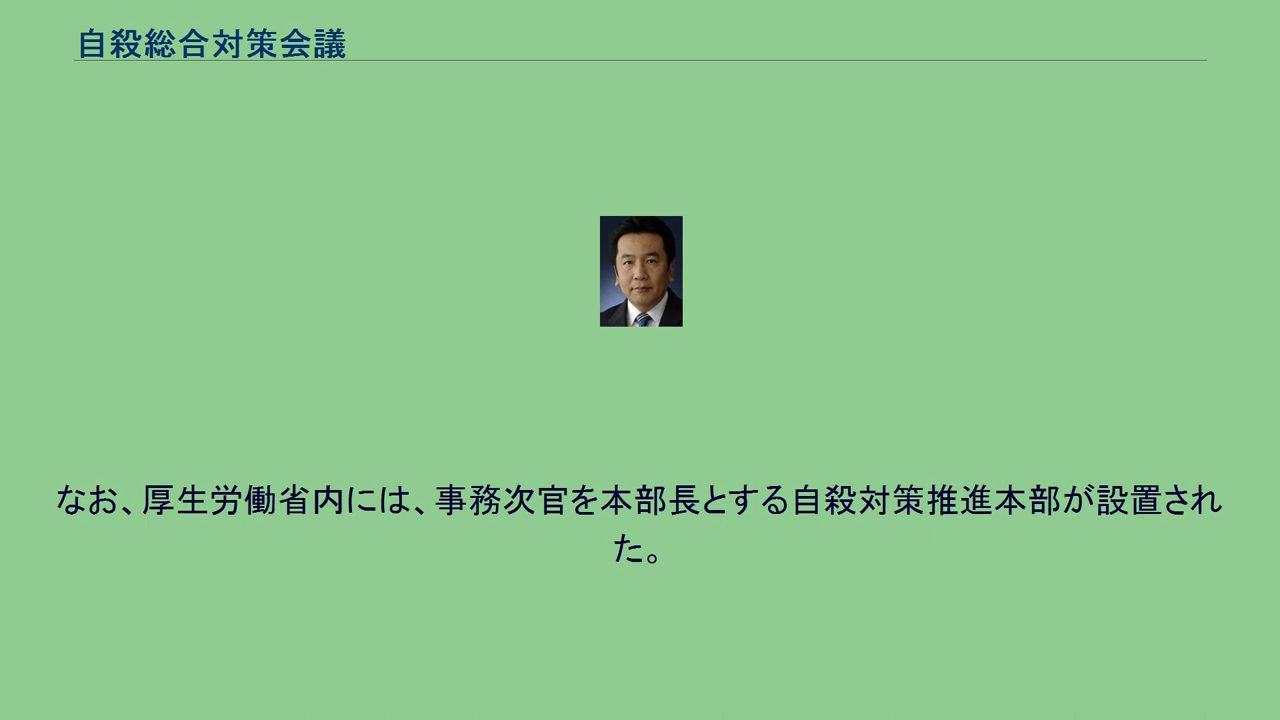 自殺総合対策会議
なお、厚生労働省内には、事務次官を本部長とする自殺対策推進本部が設置され
た。